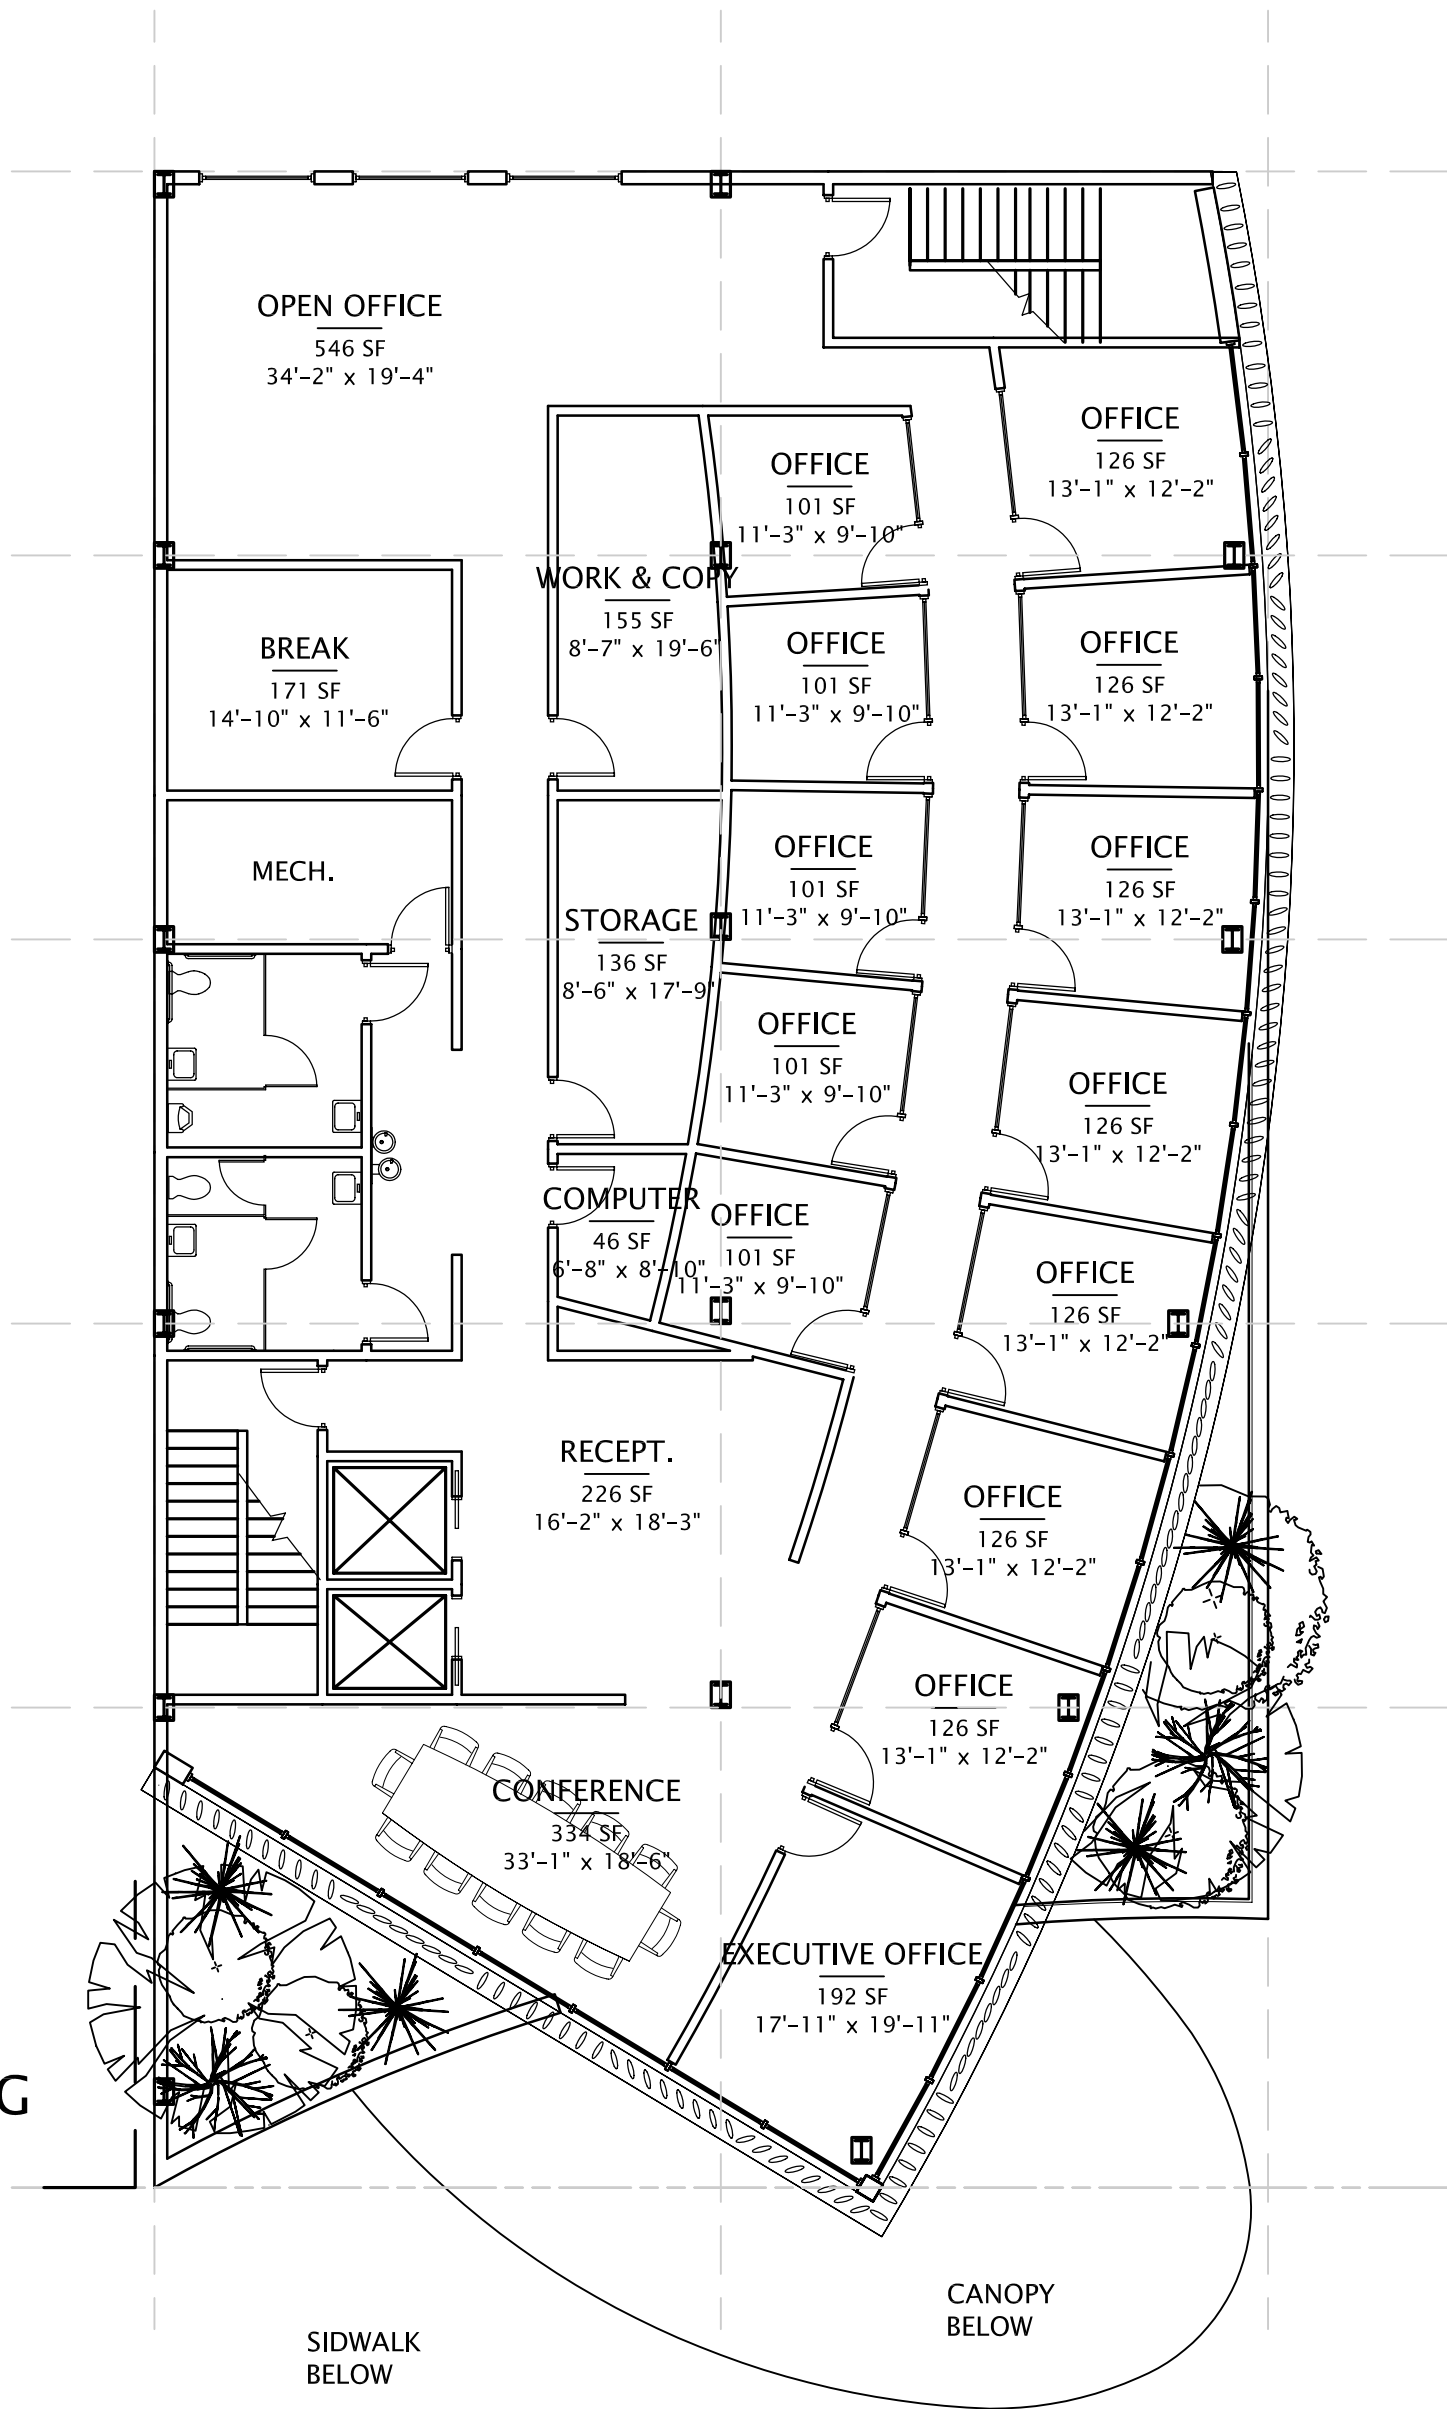 OPEN OFFICE
546 SF
34'-2" x 19'-4"
OFFICE
126 SF
13'-1" x 12'-2"
OFFICE
101 SF
11'-3" x 9'-10"
WORK & COPY
155 SF
8'-7" x 19'-6"
BREAK
171 SF
14'-10" x 11'-6"
OFFICE
101 SF
11'-3" x 9'-10"
OFFICE
126 SF
13'-1" x 12'-2"
MECH.
OFFICE
101 SF
11'-3" x 9'-10"
OFFICE
126 SF
13'-1" x 12'-2"
STORAGE
136 SF
8'-6" x 17'-9"
OFFICE
101 SF
11'-3" x 9'-10"
OFFICE
126 SF
13'-1" x 12'-2"
COMPUTER
46 SF
6'-8" x 8'-10"
OFFICE
101 SF
11'-3" x 9'-10"
OFFICE
126 SF
13'-1" x 12'-2"
RECEPT.
226 SF
16'-2" x 18'-3"
OFFICE
126 SF
13'-1" x 12'-2"
OFFICE
126 SF
13'-1" x 12'-2"
CONFERENCE
334 SF
33'-1" x 18'-6"
EXECUTIVE OFFICE
192 SF
17'-11" x 19'-11"
G
CANOPY
BELOW
SIDWALK
BELOW